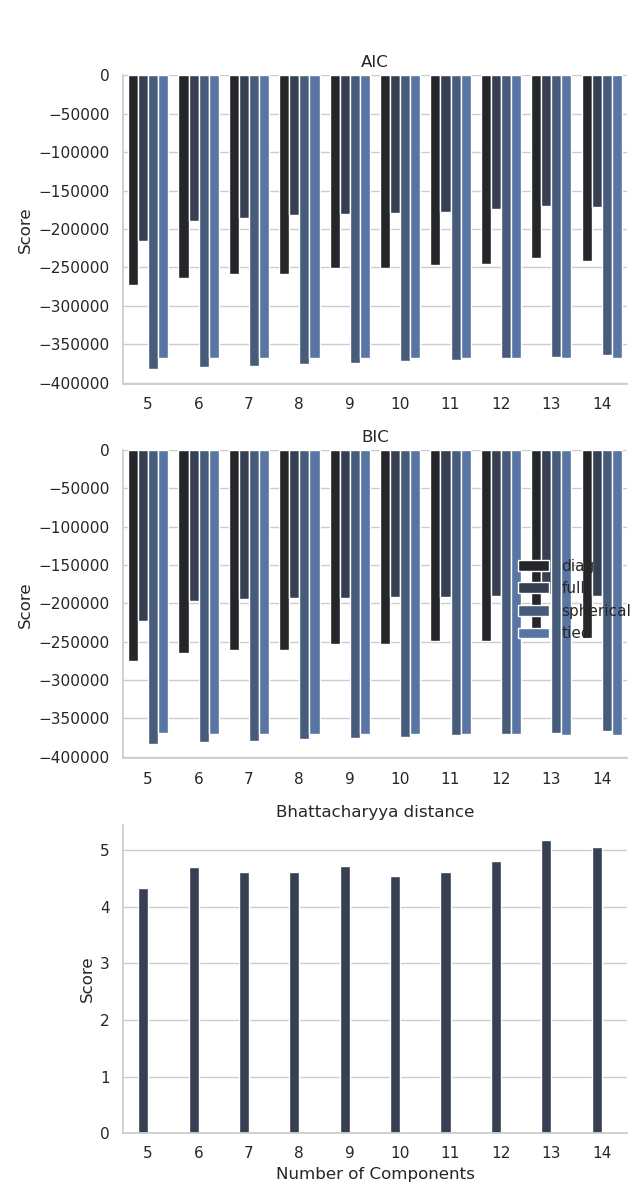 AIC
0
−50000
−100000
−150000
−200000
−250000
−300000
−350000
−400000
Score
5 6 7 8 9 10 11 12 13 14
BIC
0
−50000
−100000
−150000
−200000
−250000
−300000
−350000
−400000
Score
diag
full
spherical
tied
5 6 7 8 9 10 11 12 13 14
Bhattacharyya distance
5
4
3
2
1
0
Score
5 6 7 8 9 10 11 12 13 14
Number of Components